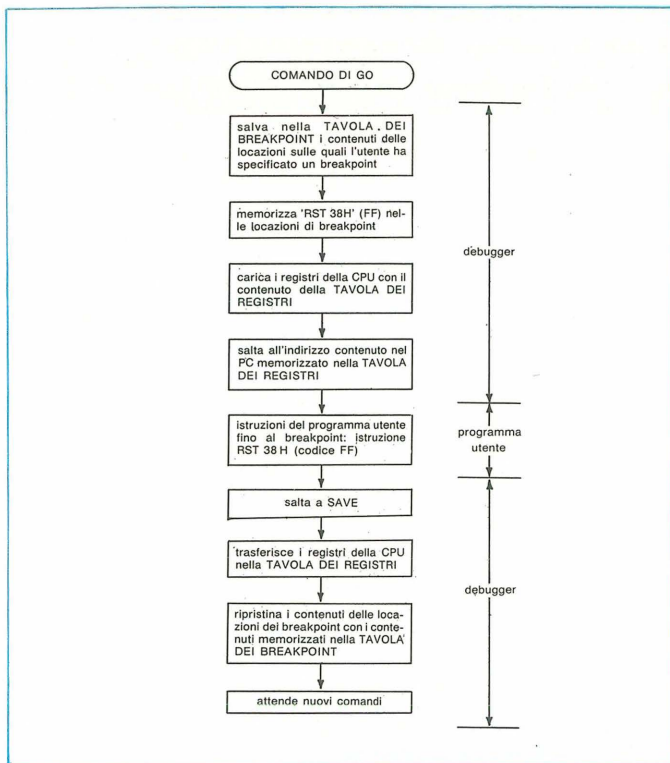 COMANDO DI GO
salva nella TAVOLA . DEI
BREAKPOINT i contenuti delle
locazioni sulle quali l'utente ha
specificato un breakpoint
memorizza 'RST 38H' (FF) nel-
le locazioni di breakpoint
carica i registri della CPU con il
contenuto della TAVOLA DEI
REGISTRI
salta all'indirizzo contenuto nel
PC memorizzato nella TAVOLA
DEI REGISTRI
debugger
istruzioni del programma utente
fino al breakpoint: istruzione
RST 38 H (codice FF)
programma
utente
salta a SAVE
trasferisce i registri della CPU
nella TAVOLA DEI REGISTRI
ripristina i contenuti delle loca-
zioni dei breakpoint con i conte-
nuti memorizzati nella TAVOLA
DEI BREAKPOINT
attende nuovi comandi
debugger